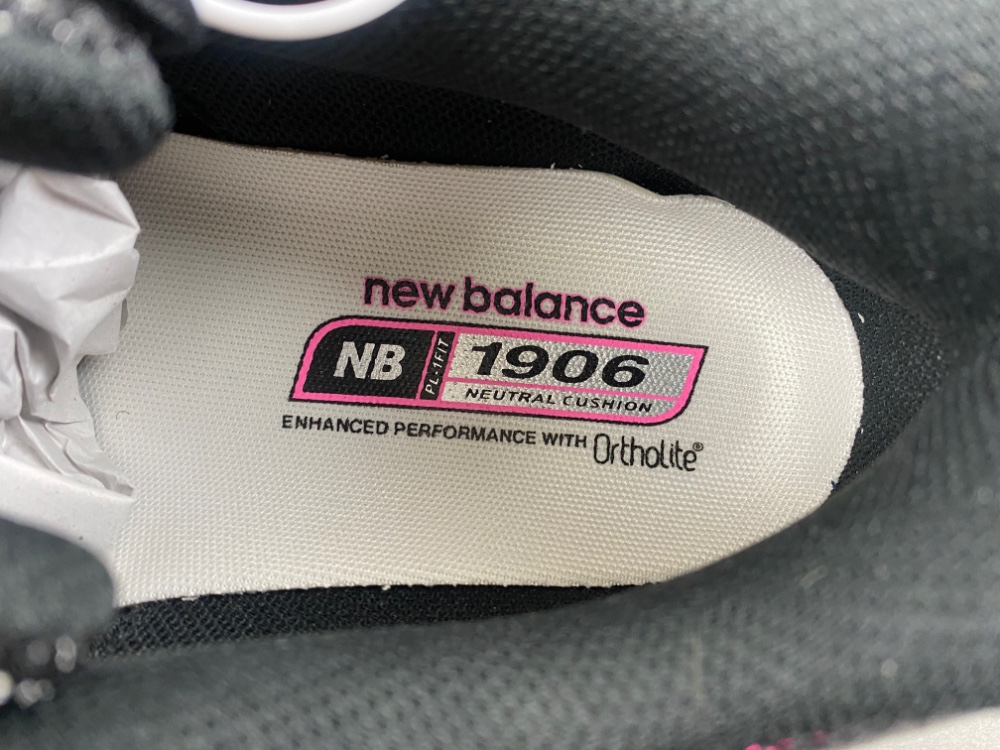 new balance
NB PL-1FIT 1906
NEUTRAL CUSHION
ENHANCED PERFORMANCE WITH OrthoLite®